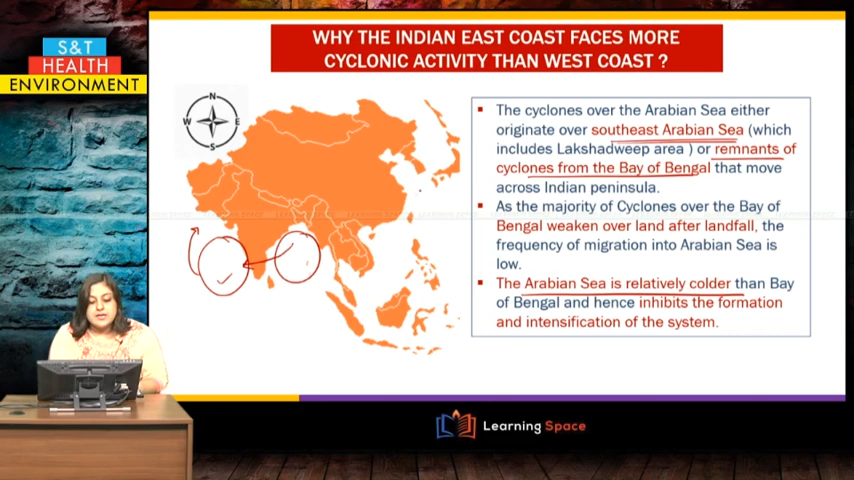 S&T
HEALTH
ENVIRONMENT
WHY THE INDIAN EAST COAST FACES MORE
CYCLONIC ACTIVITY THAN WEST COAST ?
N
W E
S
▪ The cyclones over the Arabian Sea either
originate over southeast Arabian Sea (which
includes Lakshadweep area ) or remnants of
cyclones from the Bay of Bengal that move
across Indian peninsula.
▪ As the majority of Cyclones over the Bay of
Bengal weaken over land after landfall, the
frequency of migration into Arabian Sea is
low.
▪ The Arabian Sea is relatively colder than Bay
of Bengal and hence inhibits the formation
and intensification of the system.
Learning Space